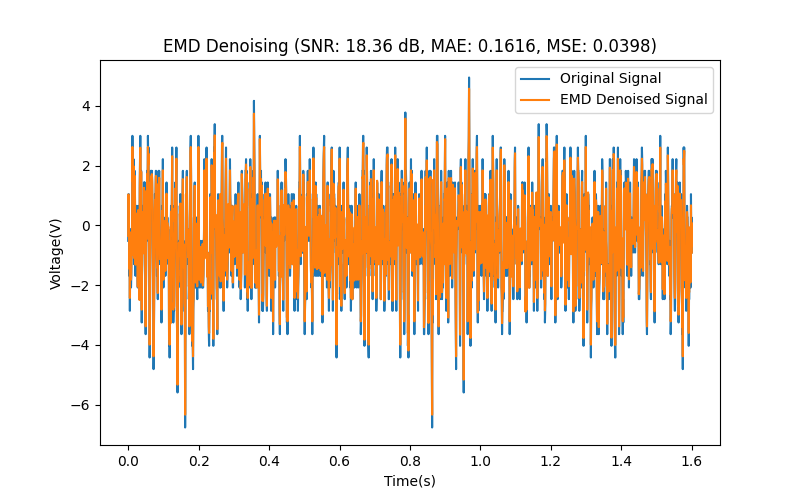 EMD Denoising (SNR: 18.36 dB, MAE: 0.1616, MSE: 0.0398)
Original Signal
EMD Denoised Signal
4
2
0
−2
−4
−6
Voltage(V)
0.0 0.2 0.4 0.6 0.8 1.0 1.2 1.4 1.6
Time(s)